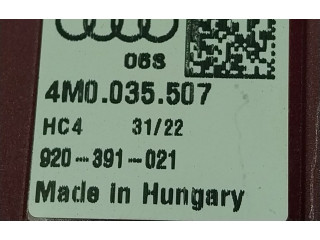 06S
4M0.035.507
HC4 31/22
920-391-021
Made in Hungary